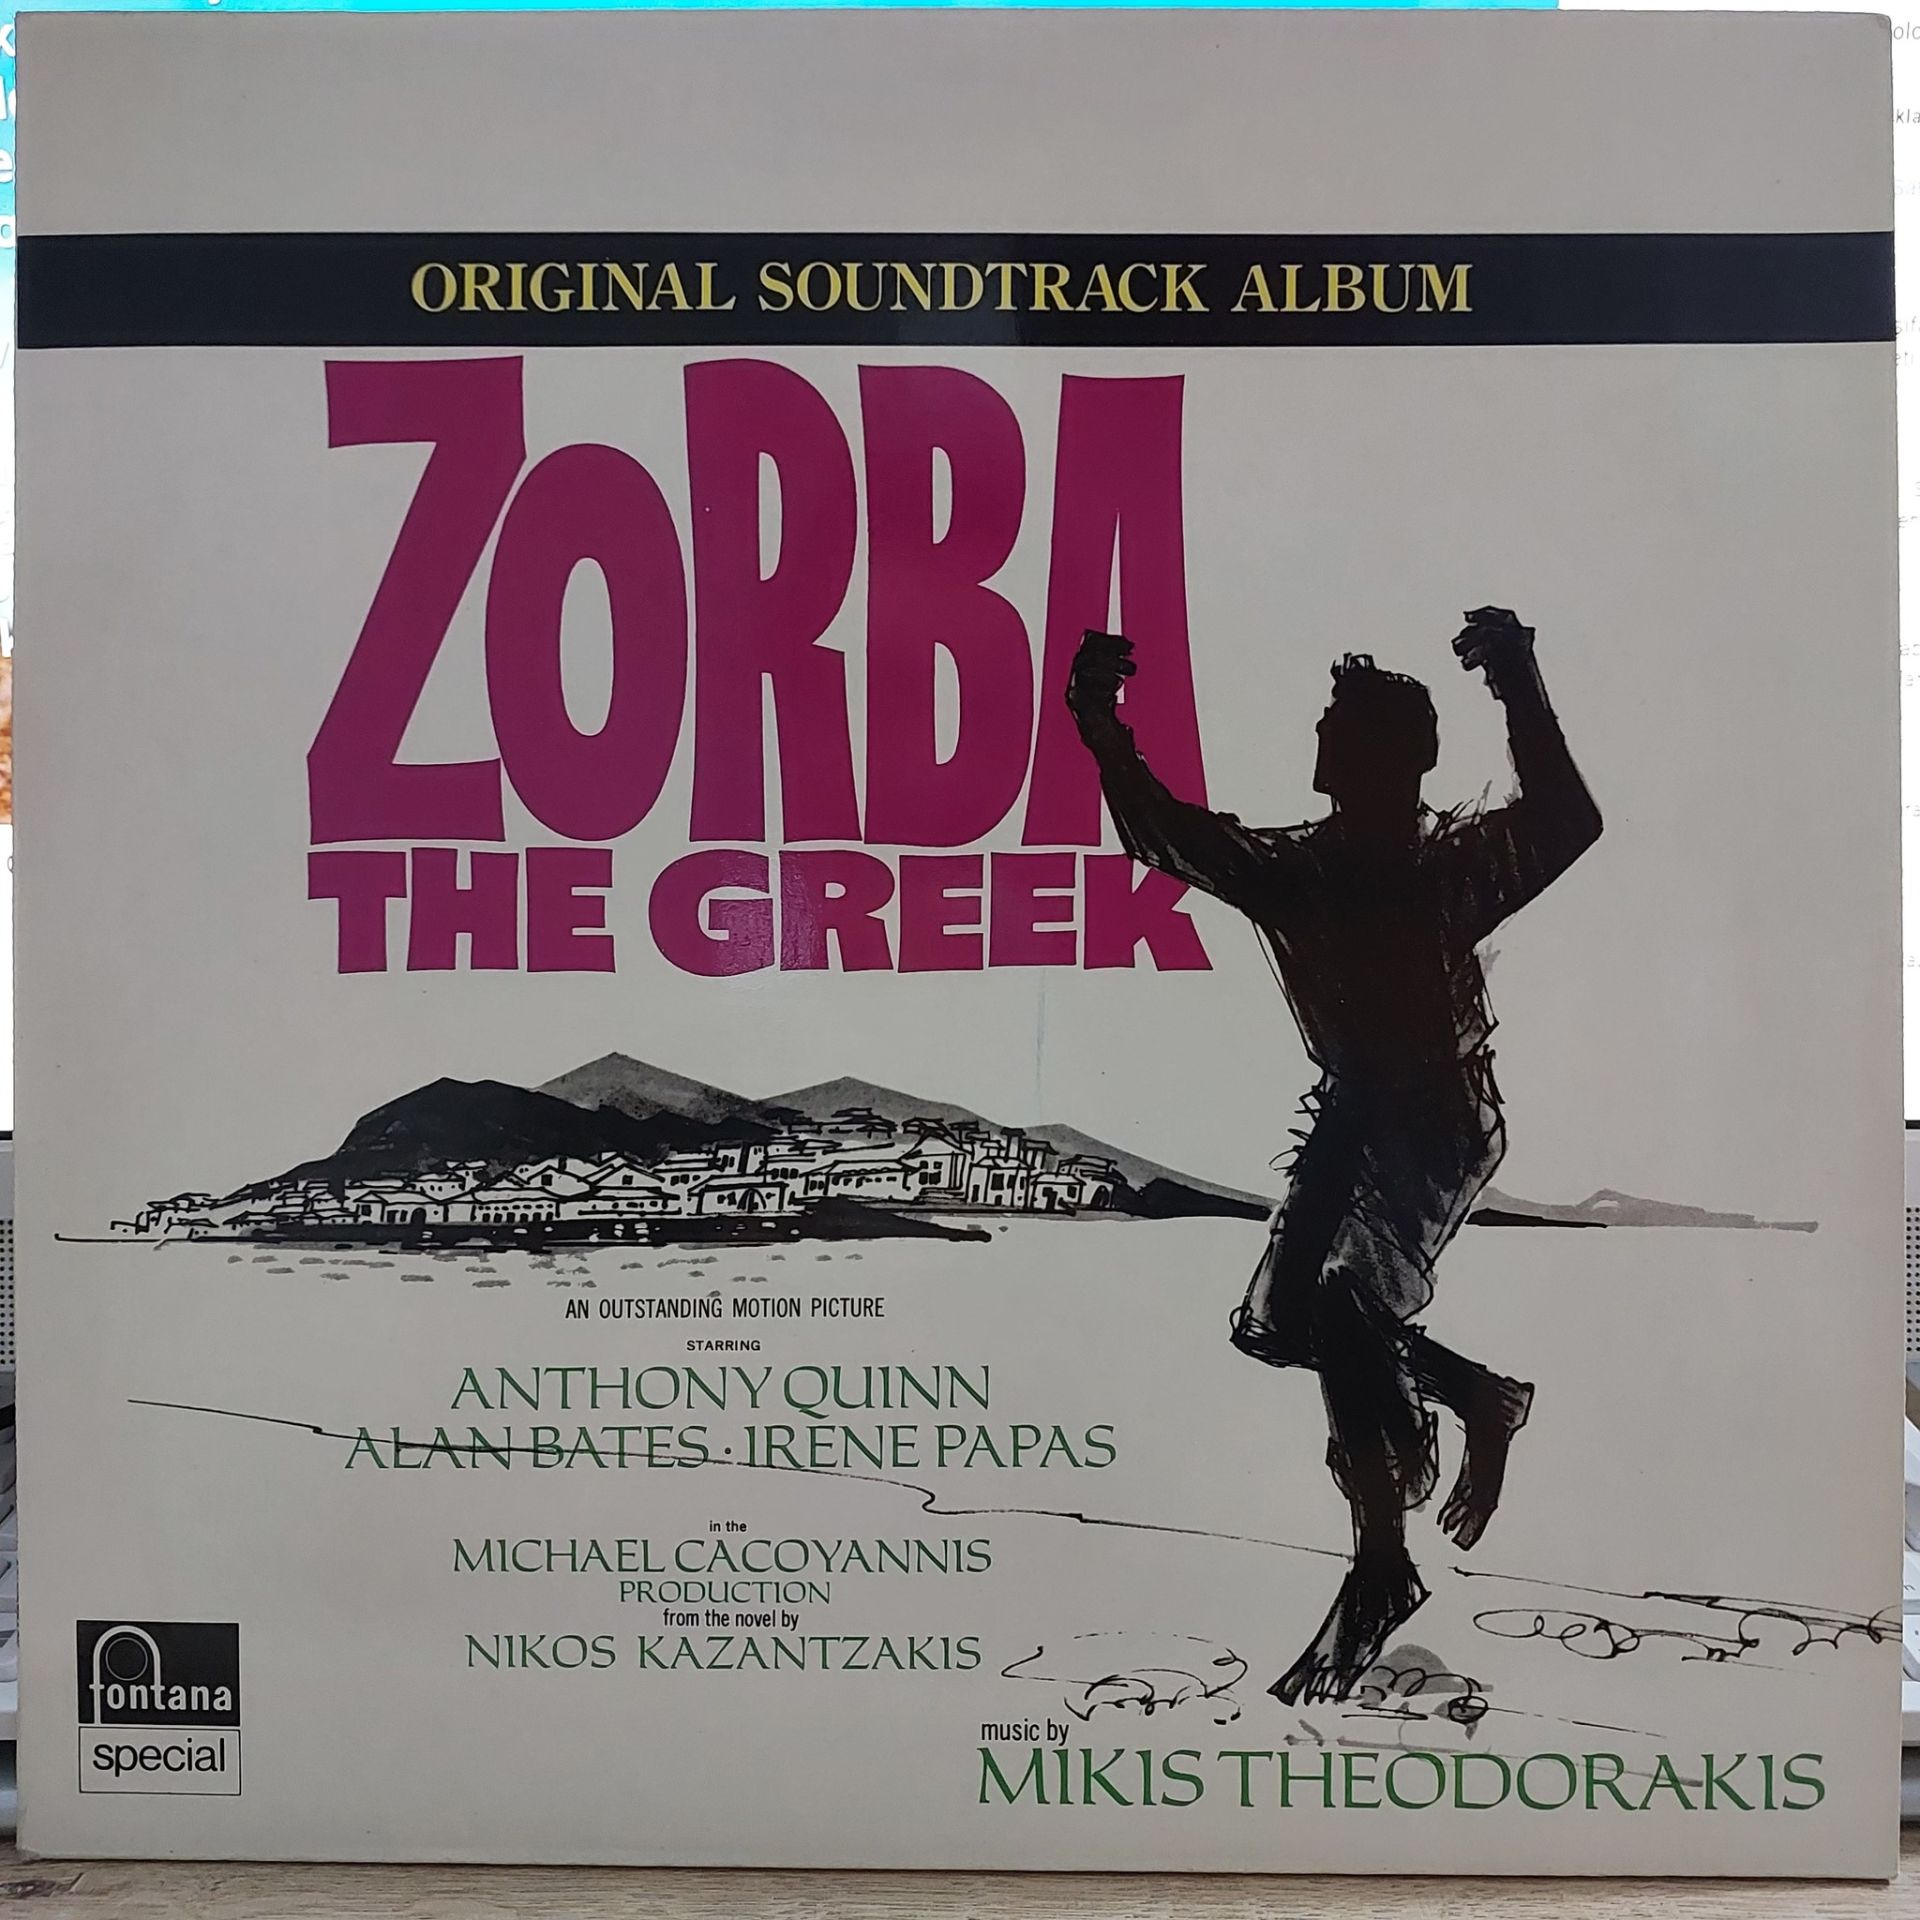 ORIGINAL SOUNDTRACK ALBUM
ZORBA
THE GREEK
AN OUTSTANDING MOTION PICTURE
STARRING
ANTHONY QUINN
ALAN BATES · IRENE PAPAS
in the
MICHAEL CACOYANNIS
PRODUCTION
from the novel by
NIKOS KAZANTZAKIS
fontana
special
music by
MIKIS THEODORAKIS